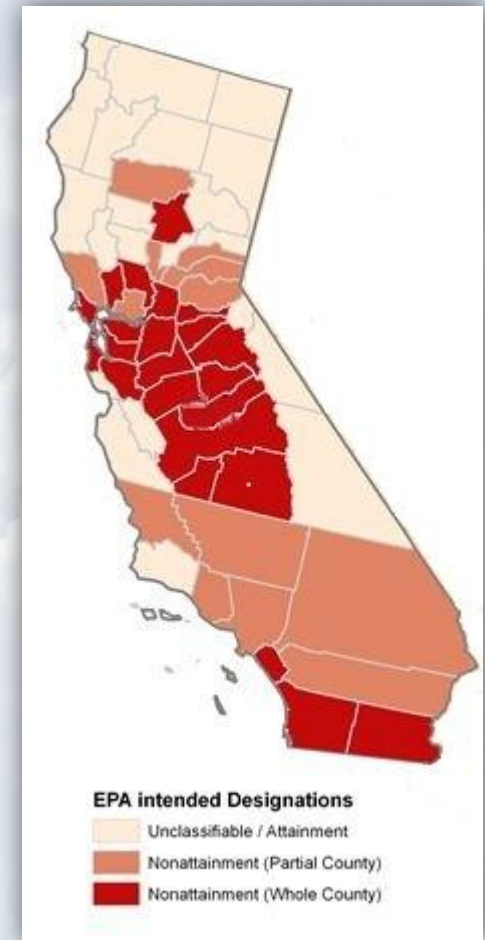 EPA intended Designations
Unclassifiable / Attainment
Nonattainment (Partial County)
Nonattainment (Whole County)